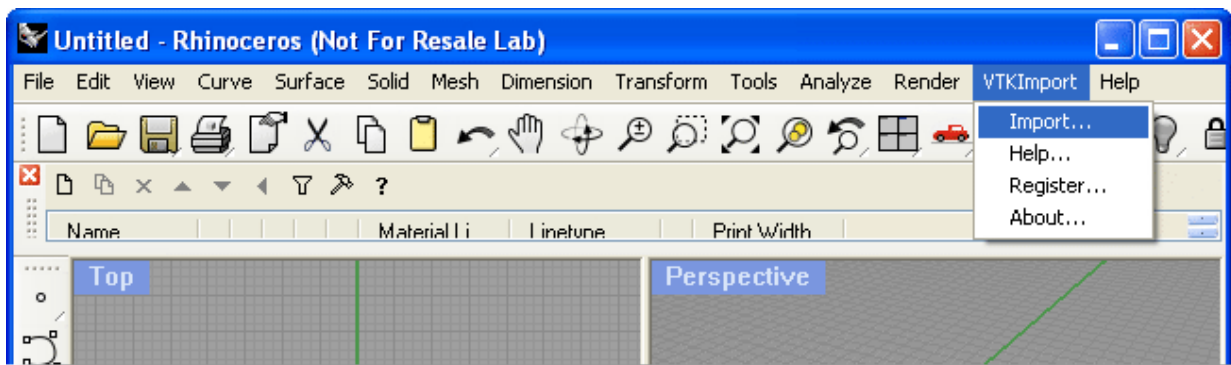 Untitled - Rhinoceros (Not For Resale Lab)
File Edit View Curve Surface Solid Mesh Dimension Transform Tools Analyze Render VTKImport Help
Import...
Help...
Register...
About...
Name Material Li Linetype Print Width
Top Perspective